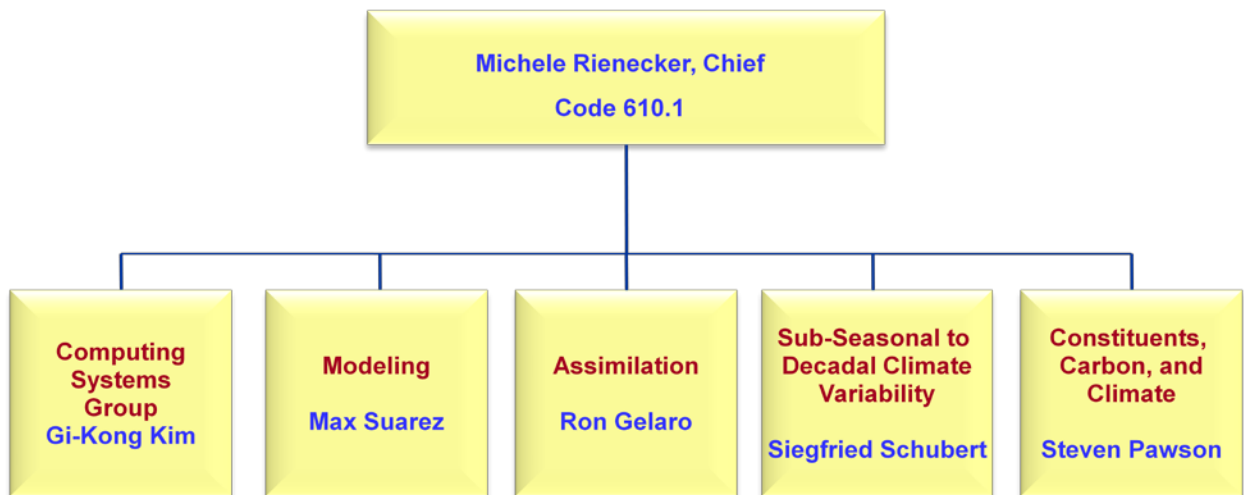 Michele Rienecker, Chief
Code 610.1
Computing
Systems
Group
Gi-Kong Kim
Modeling
Max Suarez
Assimilation
Ron Gelaro
Sub-Seasonal to
Decadal Climate
Variability
Siegfried Schubert
Constituents,
Carbon, and
Climate
Steven Pawson